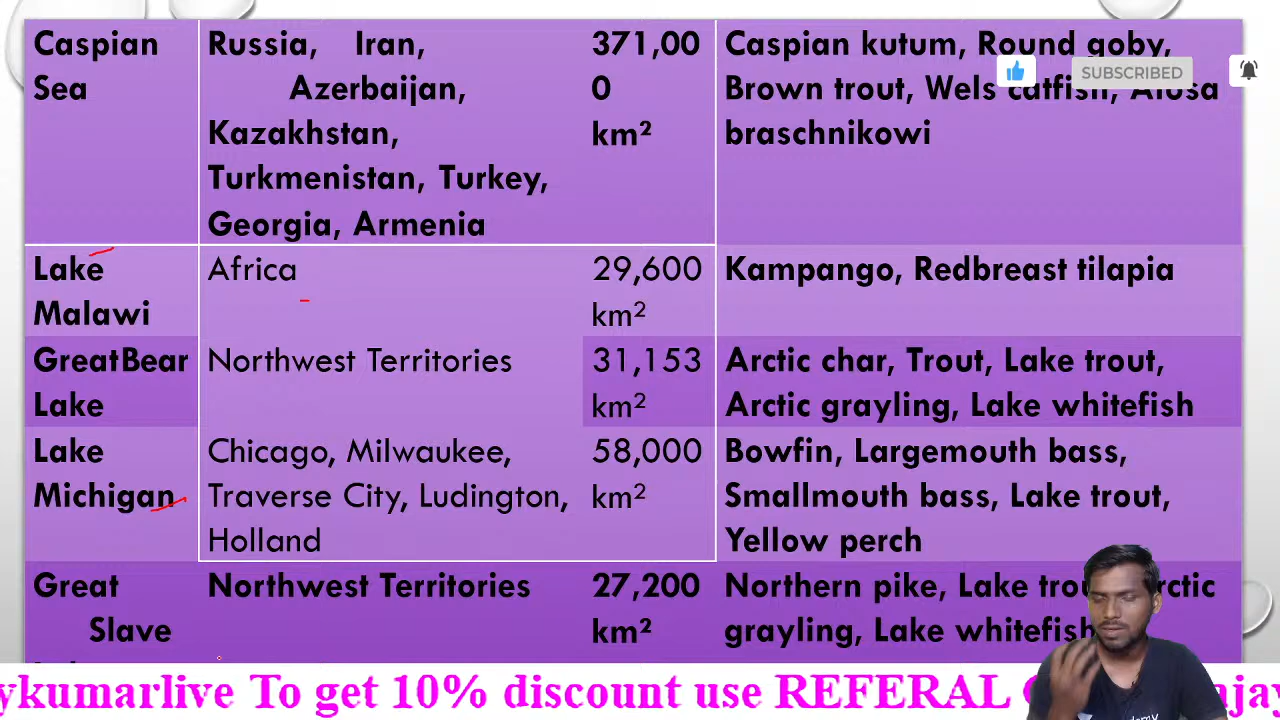 Caspian Sea
Russia, Iran,
Azerbaijan,
Kazakhstan,
Turkmenistan, Turkey,
Georgia, Armenia
371,00
0
km²
Caspian kutum, Round goby,
Brown trout, Wels catfish, Alosa
braschnikowi
SUBSCRIBED
Lake
Malawi
Africa
29,600
km²
Kampango, Redbreast tilapia
GreatBear
Lake
Northwest Territories
31,153
km²
Arctic char, Trout, Lake trout,
Arctic grayling, Lake whitefish
Lake
Michigan
Chicago, Milwaukee,
Traverse City, Ludington,
Holland
58,000
km²
Bowfin, Largemouth bass,
Smallmouth bass, Lake trout,
Yellow perch
Great
Slave
Northwest Territories
27,200
km²
Northern pike, Lake
grayling, Lake whitefish
ykumarlive To get 10% discount use REFERAL